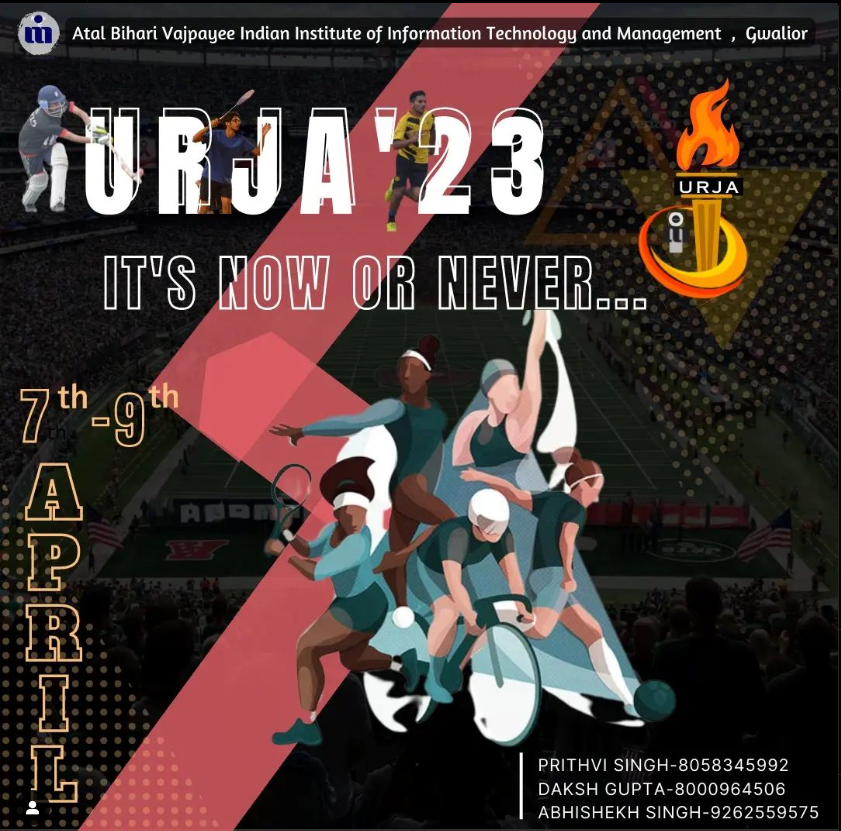 Atal Bihari Vajpayee Indian Institute of Information Technology and Management , Gwalior
URJA'23
URJA
IT'S NOW OR NEVER...
7th-9th
APRIL
PRITHVI SINGH-8058345992
DAKSH GUPTA-8000964506
ABHISHEKH SINGH-9262559575